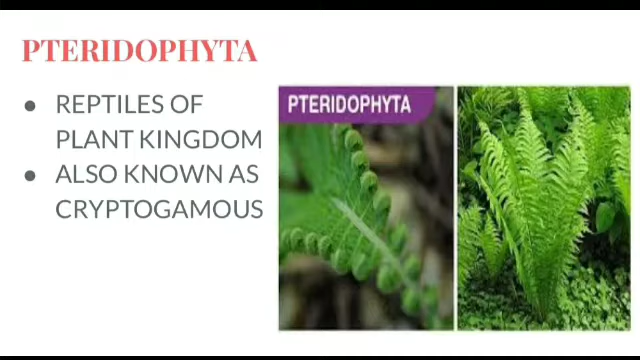 PTERIDOPHYTA
● REPTILES OF
PLANT KINGDOM
● ALSO KNOWN AS
CRYPTOGAMOUS
PTERIDOPHYTA